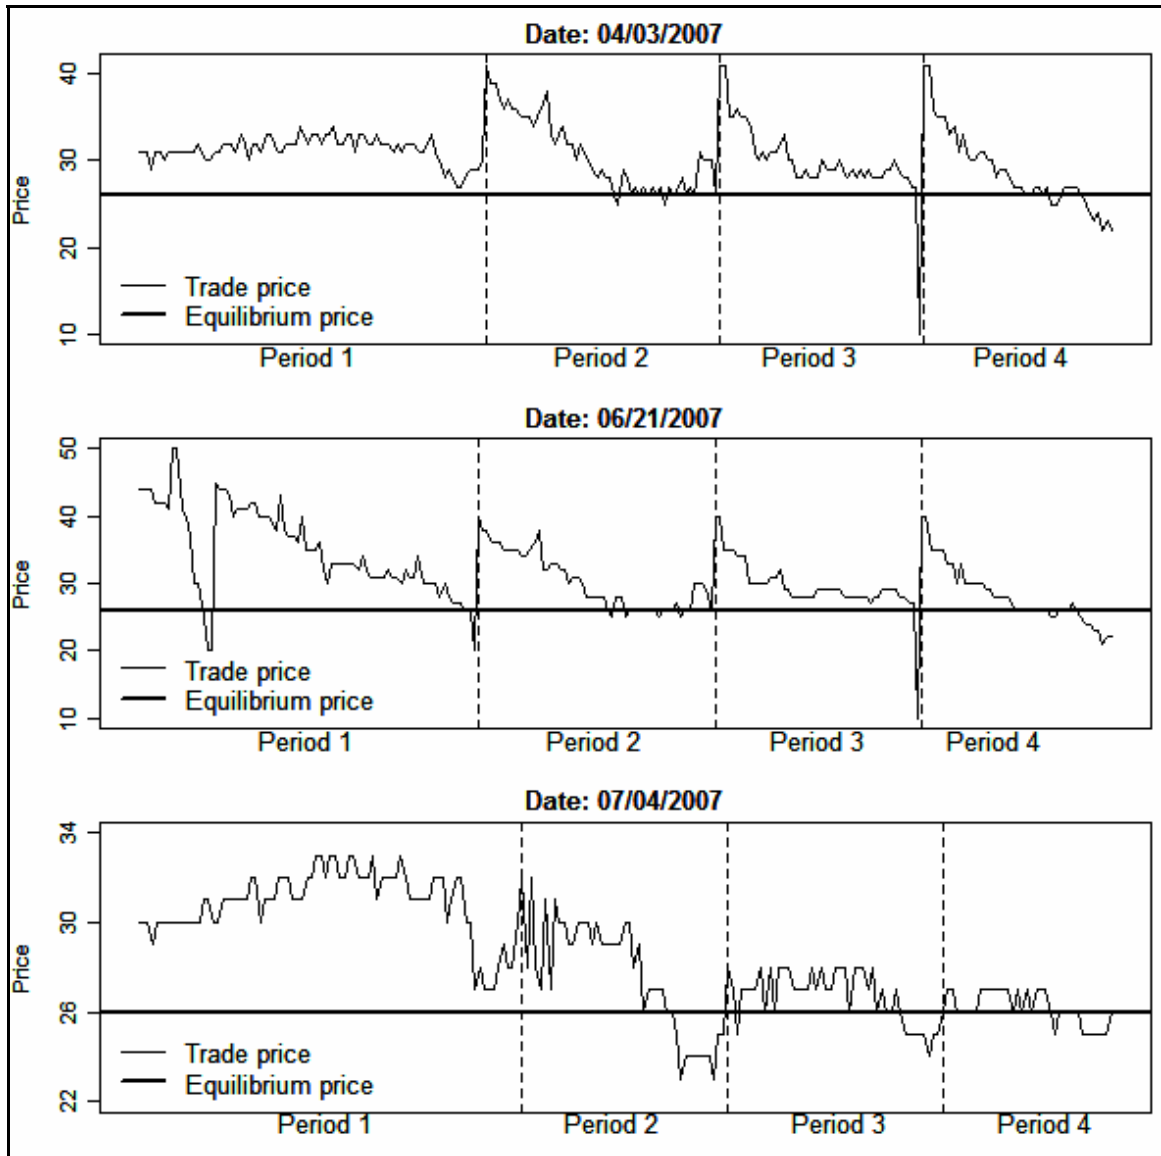 Date: 04/03/2007
40
30
20
10
Price
Trade price
Equilibrium price
Period 1 Period 2 Period 3 Period 4
Date: 06/21/2007
50
40
30
20
10
Price
Trade price
Equilibrium price
Period 1 Period 2 Period 3 Period 4
Date: 07/04/2007
34
30
26
22
Price
Trade price
Equilibrium price
Period 1 Period 2 Period 3 Period 4